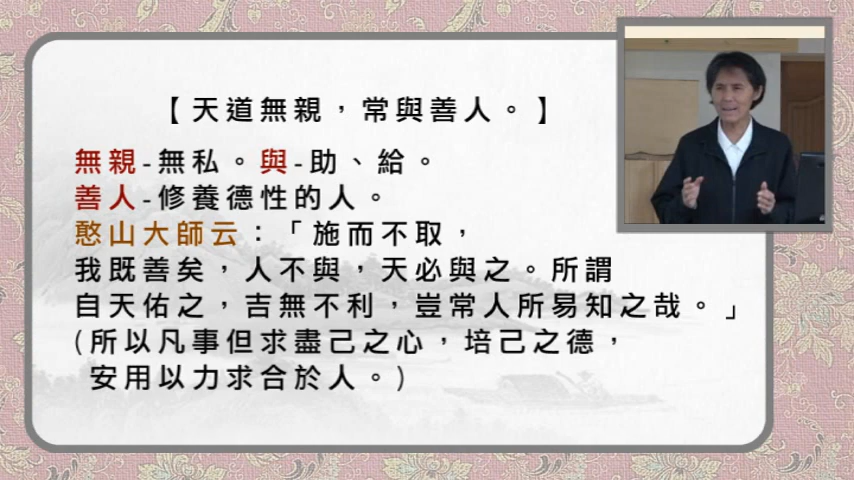 【天道無親，常與善人。】
無親-無私。與-助、給。
善人-修養德性的人。
憨山大師云：「施而不取，
我既善矣，人不與，天必與之。所謂
自天佑之，吉無不利，豈常人所易知之哉。」
(所以凡事但求盡己之心，培己之德，
安用以力求合於人。)